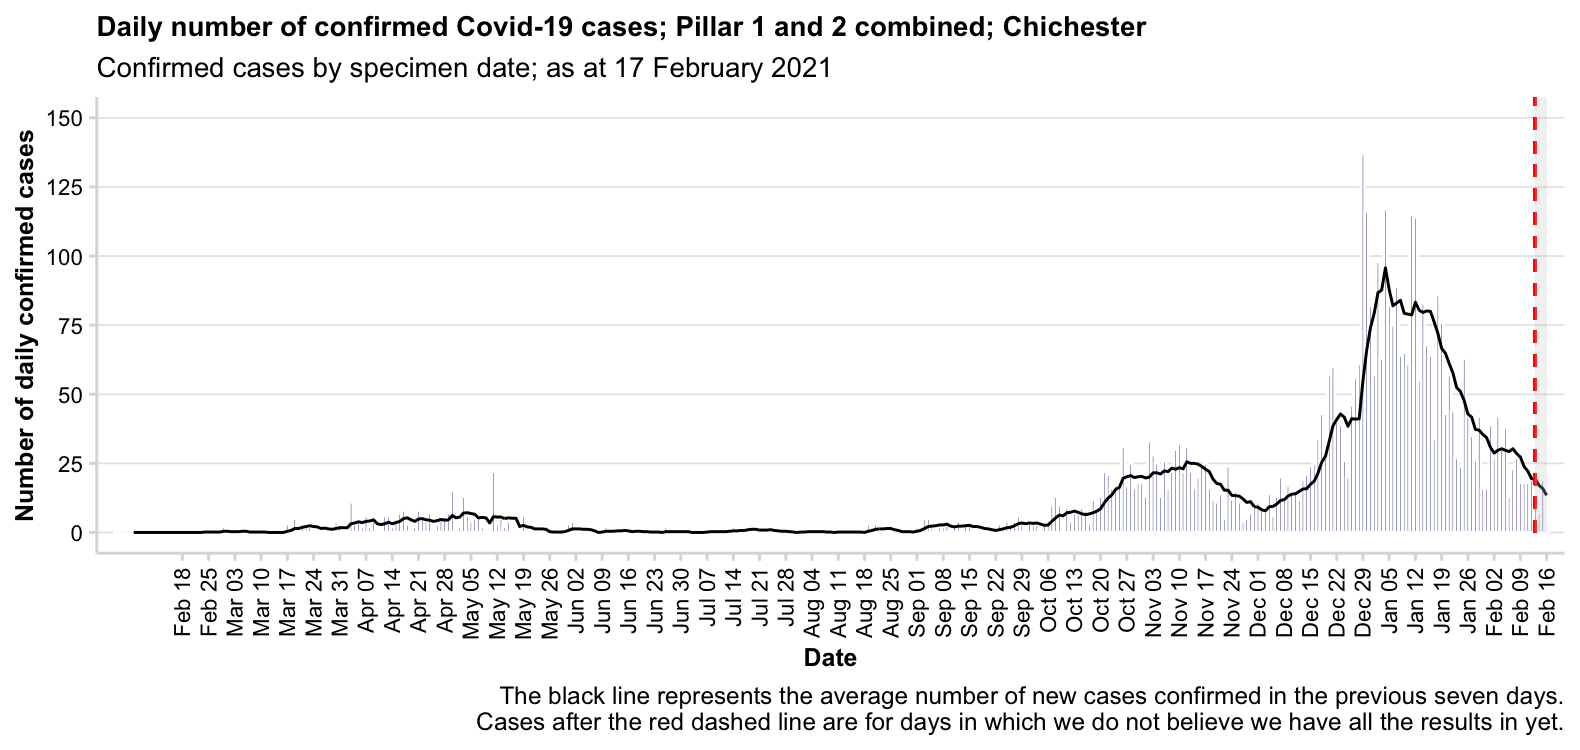 Daily number of confirmed Covid-19 cases; Pillar 1 and 2 combined; Chichester
Confirmed cases by specimen date; as at 17 February 2021
Number of daily confirmed cases
150
125
100
75
50
25
0
Feb 18
Feb 25
Mar 03
Mar 10
Mar 17
Mar 24
Mar 31
Apr 07
Apr 14
Apr 21
Apr 28
May 05
May 12
May 19
May 26
Jun 02
Jun 09
Jun 16
Jun 23
Jun 30
Jul 07
Jul 14
Jul 21
Jul 28
Aug 04
Aug 11
Aug 18
Aug 25
Sep 01
Sep 08
Sep 15
Sep 22
Sep 29
Oct 06
Oct 13
Oct 20
Oct 27
Nov 03
Nov 10
Nov 17
Nov 24
Dec 01
Dec 08
Dec 15
Dec 22
Dec 29
Jan 05
Jan 12
Jan 19
Jan 26
Feb 02
Feb 09
Feb 16
Date
The black line represents the average number of new cases confirmed in the previous seven days.
Cases after the red dashed line are for days in which we do not believe we have all the results in yet.